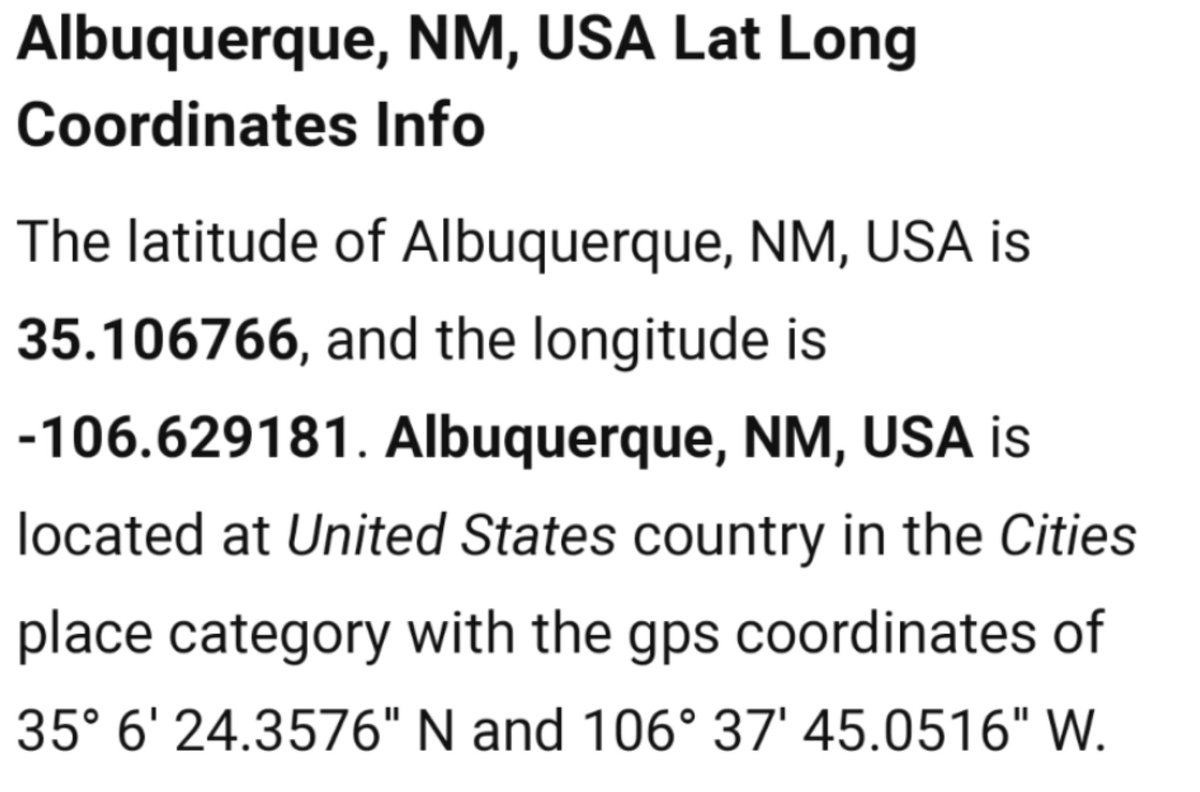 Albuquerque, NM, USA Lat Long
Coordinates Info
The latitude of Albuquerque, NM, USA is
35.106766, and the longitude is
-106.629181. Albuquerque, NM, USA is
located at United States country in the Cities
place category with the gps coordinates of
35° 6' 24.3576" N and 106° 37' 45.0516" W.